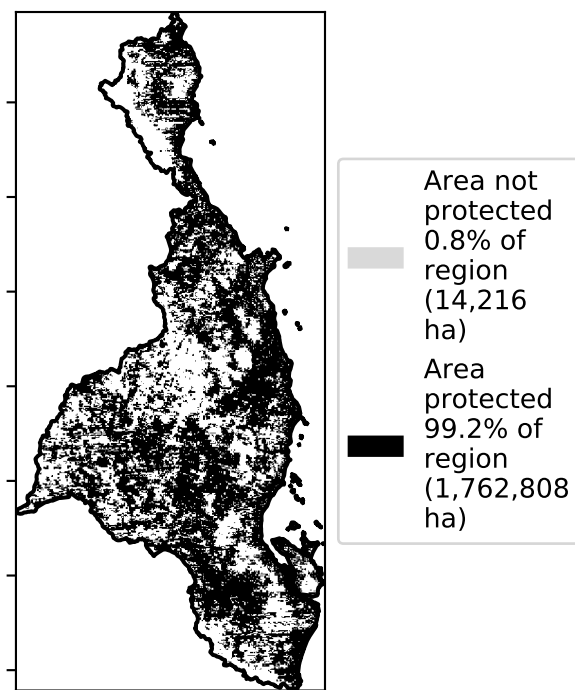 Area not
protected
0.8% of
region
(14,216
ha)
Area
protected
99.2% of
region
(1,762,808
ha)